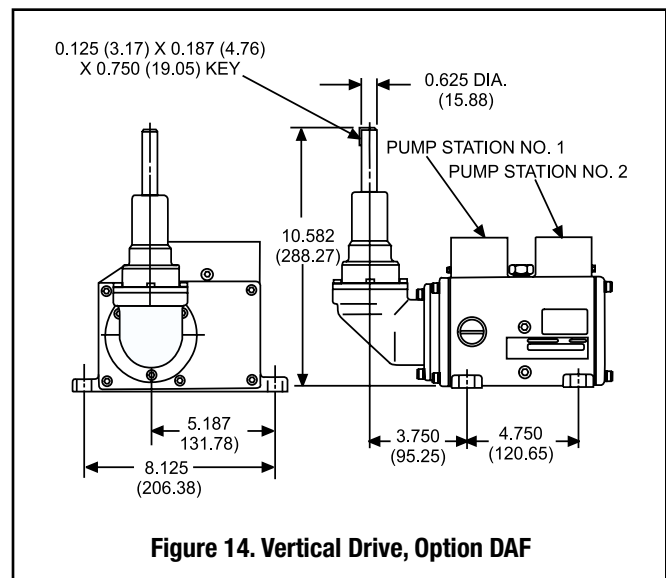 0.125 (3.17) X 0.187 (4.76)
X 0.750 (19.05) KEY
0.625 DIA.
(15.88)
PUMP STATION NO. 1
PUMP STATION NO. 2
10.582
(288.27)
5.187
131.78)
8.125
(206.38)
3.750
(95.25)
4.750
(120.65)
Figure 14. Vertical Drive, Option DAF